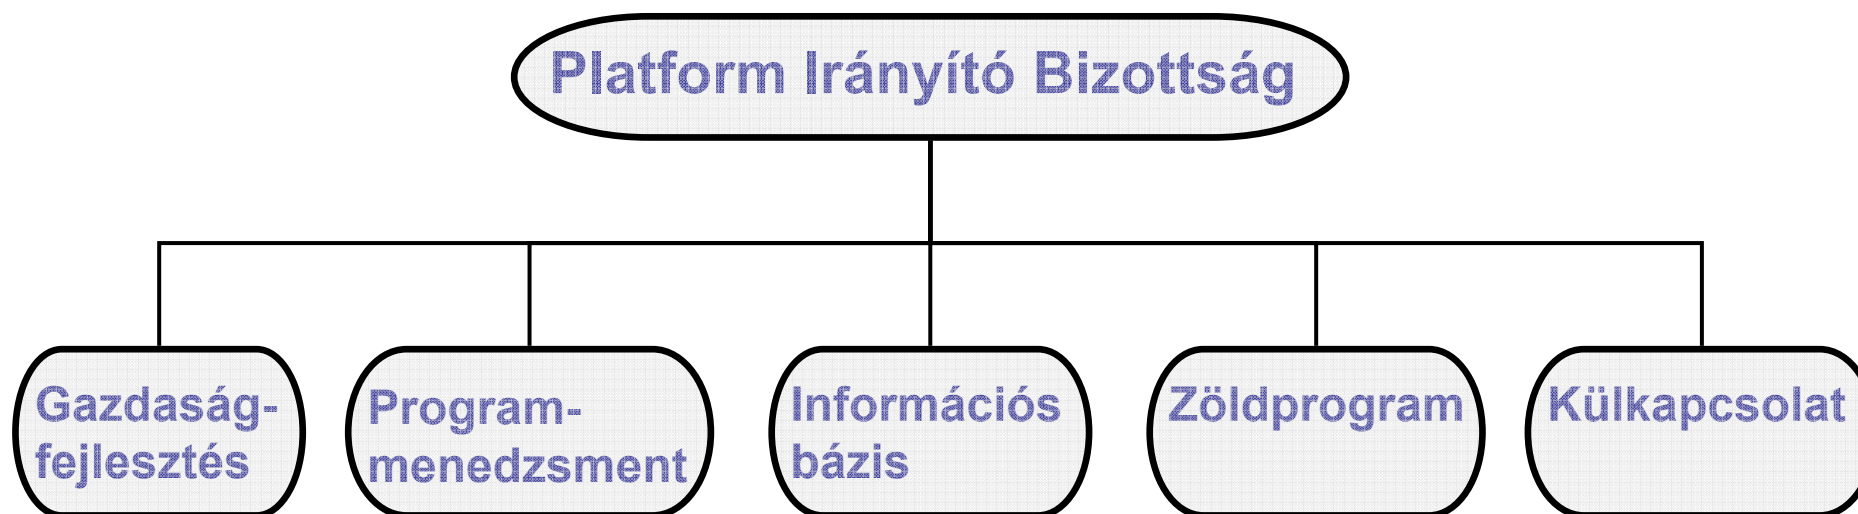 Platform Irányító Bizottság
Gazdaság-
fejlesztés
Program-
menedzsment
Információs
bázis
Zöldprogram
Külkapcsolat